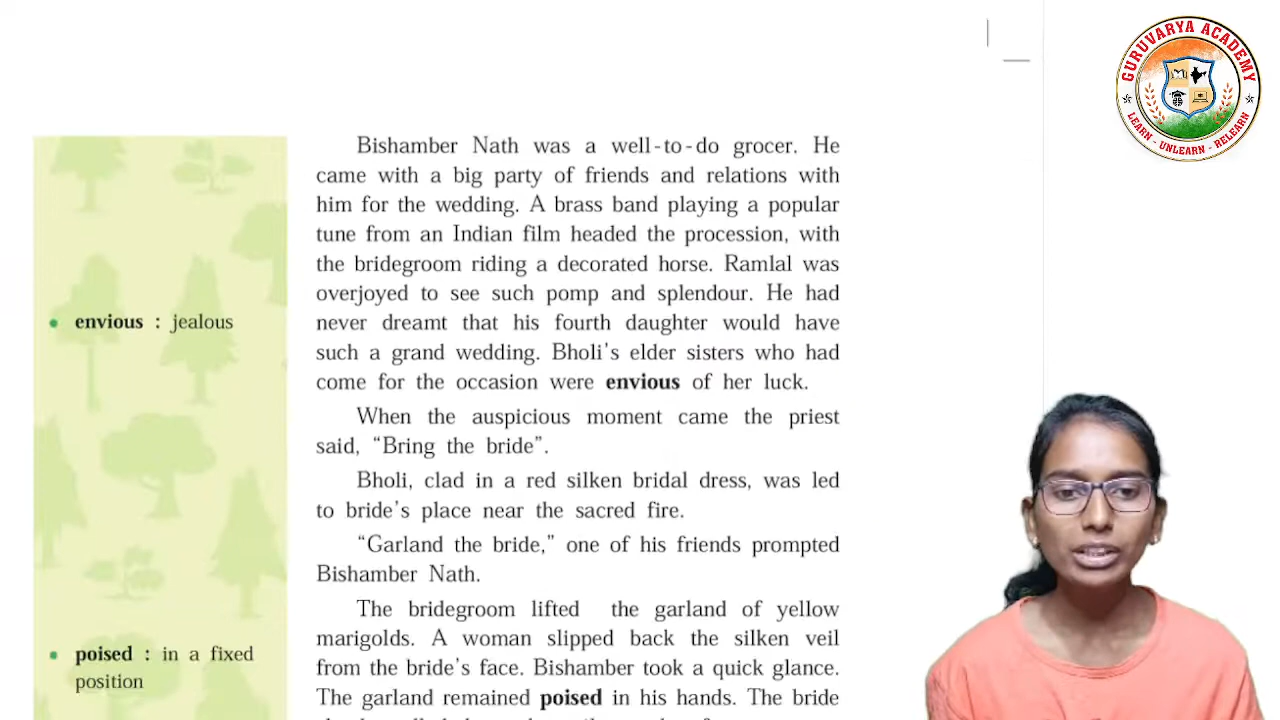 GURUVARYA ACADEMY
LEARN - UNLEARN - RELEARN
Bishamber Nath was a well-to-do grocer. He
came with a big party of friends and relations with
him for the wedding. A brass band playing a popular
tune from an Indian film headed the procession, with
the bridegroom riding a decorated horse. Ramlal was
overjoyed to see such pomp and splendour. He had
never dreamt that his fourth daughter would have
such a grand wedding. Bholi's elder sisters who had
come for the occasion were envious of her luck.
• envious : jealous
When the auspicious moment came the priest
said, “Bring the bride”.
Bholi, clad in a red silken bridal dress, was led
to bride's place near the sacred fire.
“Garland the bride,” one of his friends prompted
Bishamber Nath.
The bridegroom lifted the garland of yellow
marigolds. A woman slipped back the silken veil
from the bride's face. Bishamber took a quick glance.
The garland remained poised in his hands. The bride
• poised : in a fixed
position